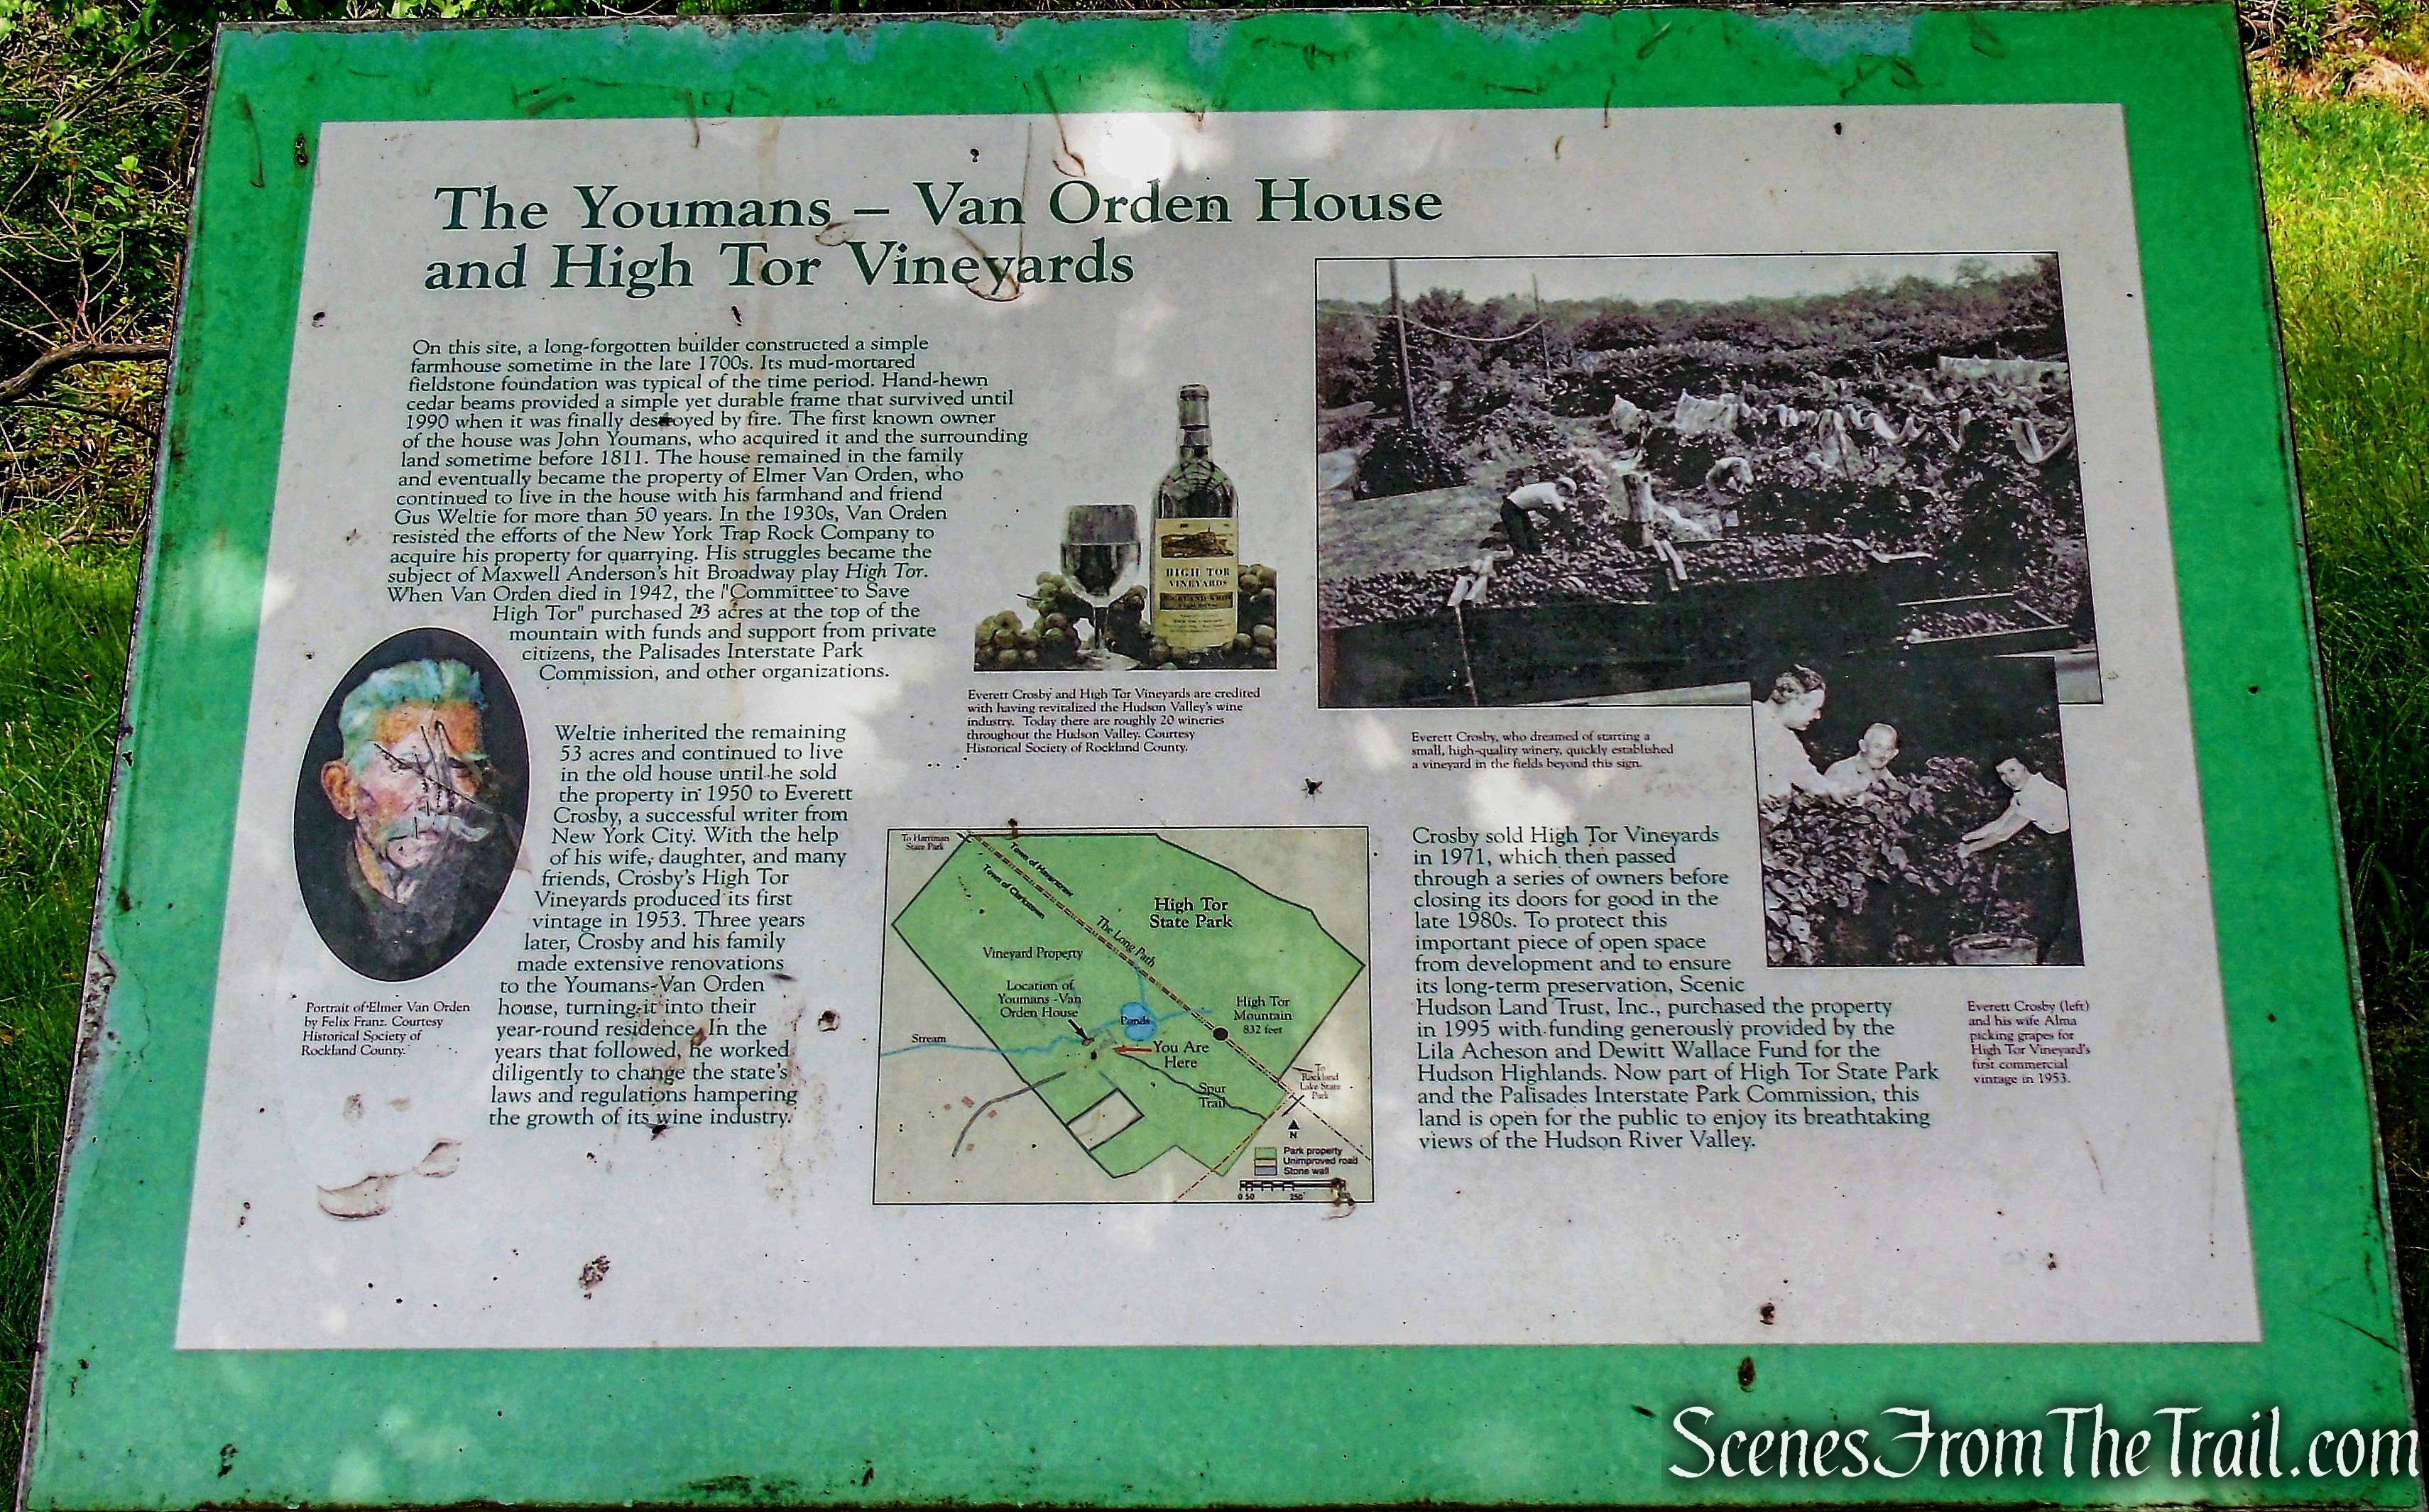 The Youmans – Van Orden House
and High Tor Vineyards
On this site, a long-forgotten builder constructed a simple
farmhouse sometime in the late 1700s. Its mud-mortared
fieldstone foundation was typical of the time period. Hand-hewn
cedar beams provided a simple yet durable frame that survived until
1990 when it was finally destroyed by fire. The first known owner
of the house was John Youmans, who acquired it and the surrounding
land sometime before 1811. The house remained in the family
and eventually became the property of Elmer Van Orden, who
continued to live in the house with his farmhand and friend
Gus Weltie for more than 50 years. In the 1930s, Van Orden
resisted the efforts of the New York Trap Rock Company to
acquire his property for quarrying. His struggles became the
subject of Maxwell Anderson's hit Broadway play High Tor.
When Van Orden died in 1942, the "Committee to Save
High Tor" purchased 23 acres at the top of the
mountain with funds and support from private
citizens, the Palisades Interstate Park
Commission, and other organizations.
Weltie inherited the remaining
53 acres and continued to live
in the old house until he sold
the property in 1950 to Everett
Crosby, a successful writer from
New York City. With the help
of his wife, daughter, and many
friends, Crosby's High Tor
Vineyards produced its first
vintage in 1953. Three years
later, Crosby and his family
made extensive renovations
to the Youmans-Van Orden
house, turning it into their
year-round residence. In the
years that followed, he worked
diligently to change the state's
laws and regulations hampering
the growth of its wine industry.
Portrait of Elmer Van Orden
by Felix Franz. Courtesy
Historical Society of
Rockland County.
HIGH TOR
VINEYARDS
Everett Crosby and High Tor Vineyards are credited
with having revitalized the Hudson Valley's wine
industry. Today there are roughly 20 wineries
throughout the Hudson Valley. Courtesy
Historical Society of Rockland County.
To Harriman
State Park
Town of Haverstraw
Town of Clarkstown
The Long Path
High Tor
State Park
Vineyard Property
Location of
Youmans -Van
Orden House
Ponds
High Tor
Mountain
832 feet
Stream
You Are
Here
Spur
Trail
To
Rockland
Lake State
Park
N
Park property
Unimproved road
Stone wall
0 50 250
Everett Crosby, who dreamed of starting a
small, high-quality winery, quickly established
a vineyard in the fields beyond this sign.
Crosby sold High Tor Vineyards
in 1971, which then passed
through a series of owners before
closing its doors for good in the
late 1980s. To protect this
important piece of open space
from development and to ensure
its long-term preservation, Scenic
Hudson Land Trust, Inc., purchased the property
in 1995 with funding generously provided by the
Lila Acheson and Dewitt Wallace Fund for the
Hudson Highlands. Now part of High Tor State Park
and the Palisades Interstate Park Commission, this
land is open for the public to enjoy its breathtaking
views of the Hudson River Valley.
Everett Crosby (left)
and his wife Alma
picking grapes for
High Tor Vineyard's
first commercial
vintage in 1953.
ScenesFromTheTrail.com